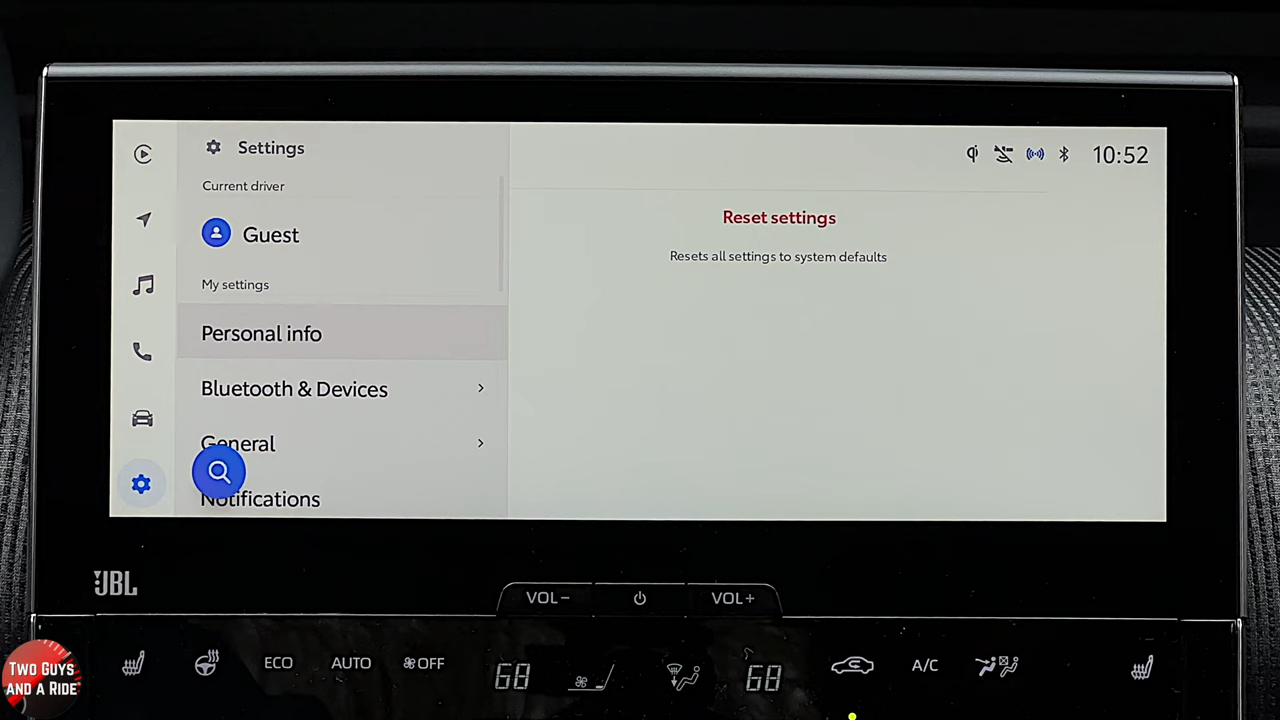 Settings
10:52
Current driver
Guest
My settings
Personal info
Bluetooth & Devices
General
Notifications
Reset settings
Resets all settings to system defaults
JBL
VOL−
VOL+
ECO
AUTO
OFF
68
68
A/C
TWO GUYS
AND A RIDE